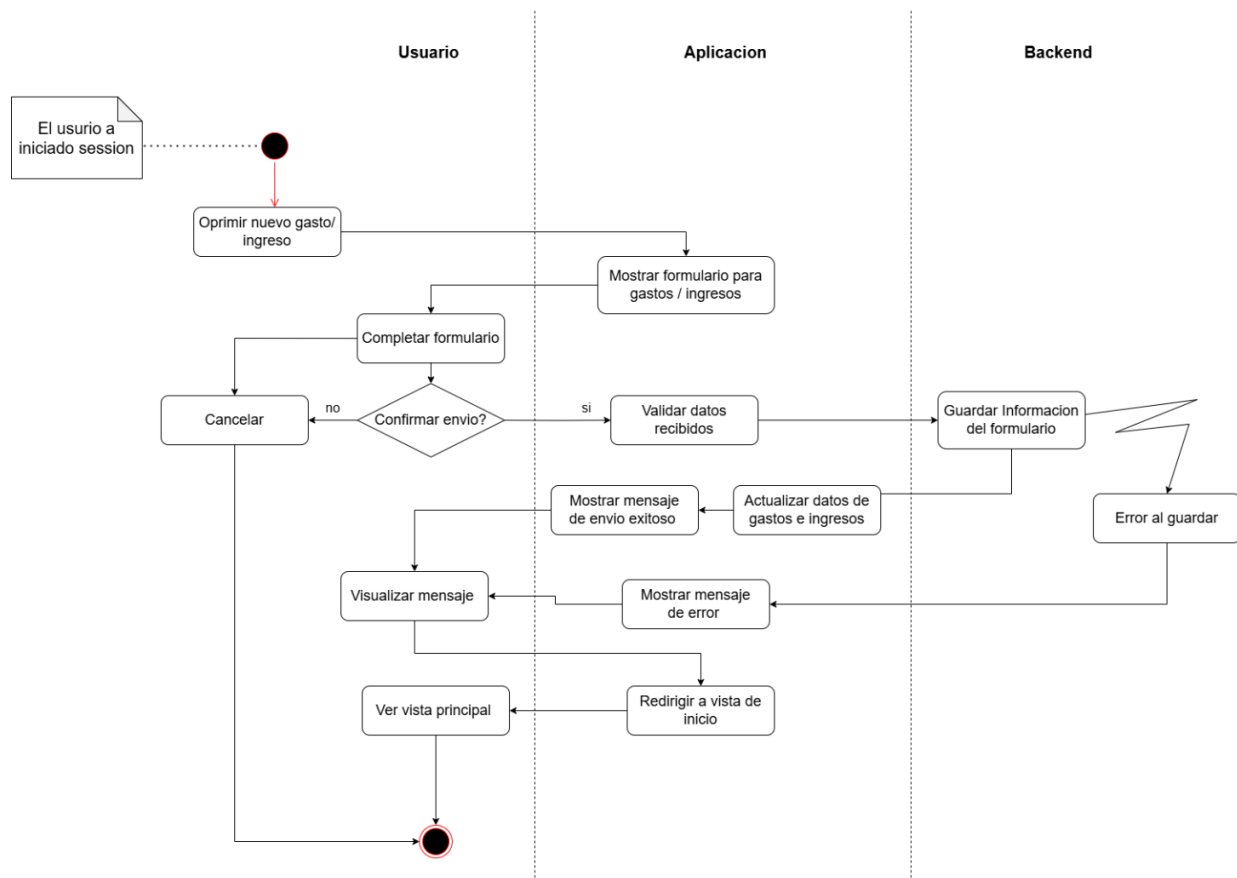 Usuario
Aplicacion
Backend
El usurio a
iniciado session
Oprimir nuevo gasto/
ingreso
Mostrar formulario para
gastos / ingresos
Completar formulario
Cancelar
no
Confirmar envio?
si
Validar datos
recibidos
Guardar Informacion
del formulario
Mostrar mensaje
de envio exitoso
Actualizar datos de
gastos e ingresos
Error al guardar
Visualizar mensaje
Mostrar mensaje
de error
Ver vista principal
Redirigir a vista de
inicio